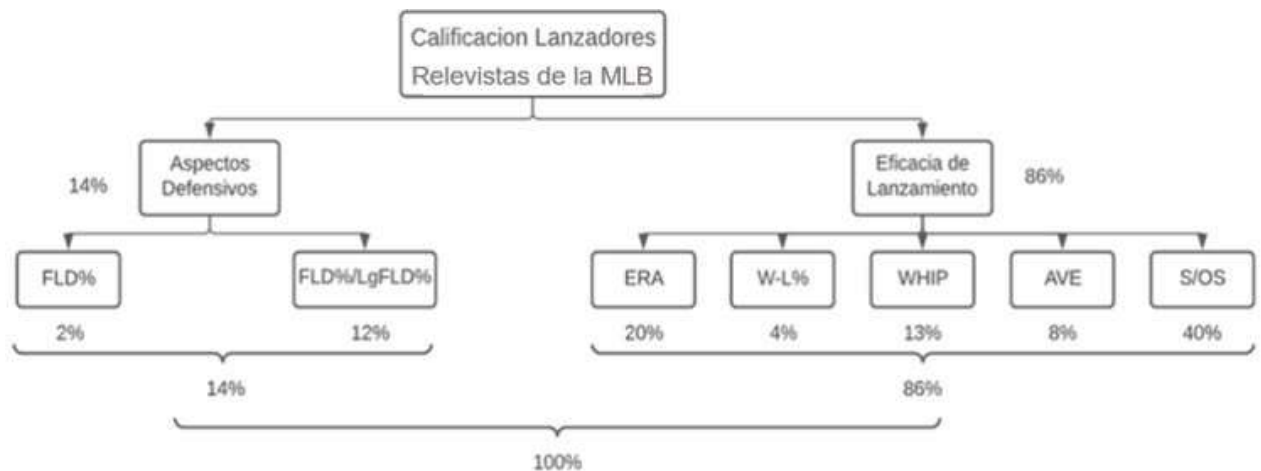 Calificacion Lanzadores
Relevistas de la MLB
Aspectos
Defensivos
14%
Eficacia de
Lanzamiento
86%
FLD%
FLD%/LgFLD%
ERA
W-L%
WHIP
AVE
S/OS
2%
12%
20%
4%
13%
8%
40%
14%
86%
100%